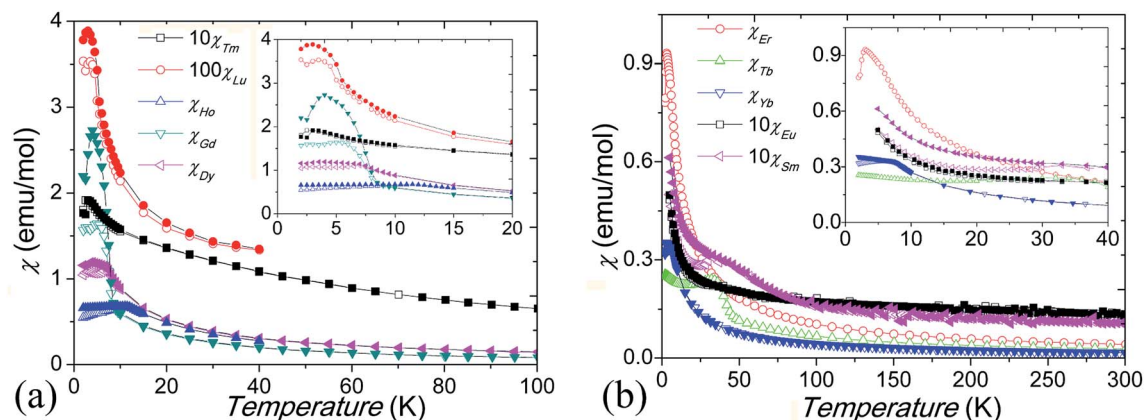 4
3
2
1
0
χ (emu/mol)
10χTm
100χLu
χHo
χGd
χDy
4
3
2
1
0
0
5
10
15
20
0
20
40
60
80
100
Temperature (K)
(a)
0.9
0.6
0.3
0.0
χ (emu/mol)
χEr
χTb
χYb
10χEu
10χSm
0.9
0.6
0.3
0.0
0
10
20
30
40
0
50
100
150
200
250
300
Temperature (K)
(b)